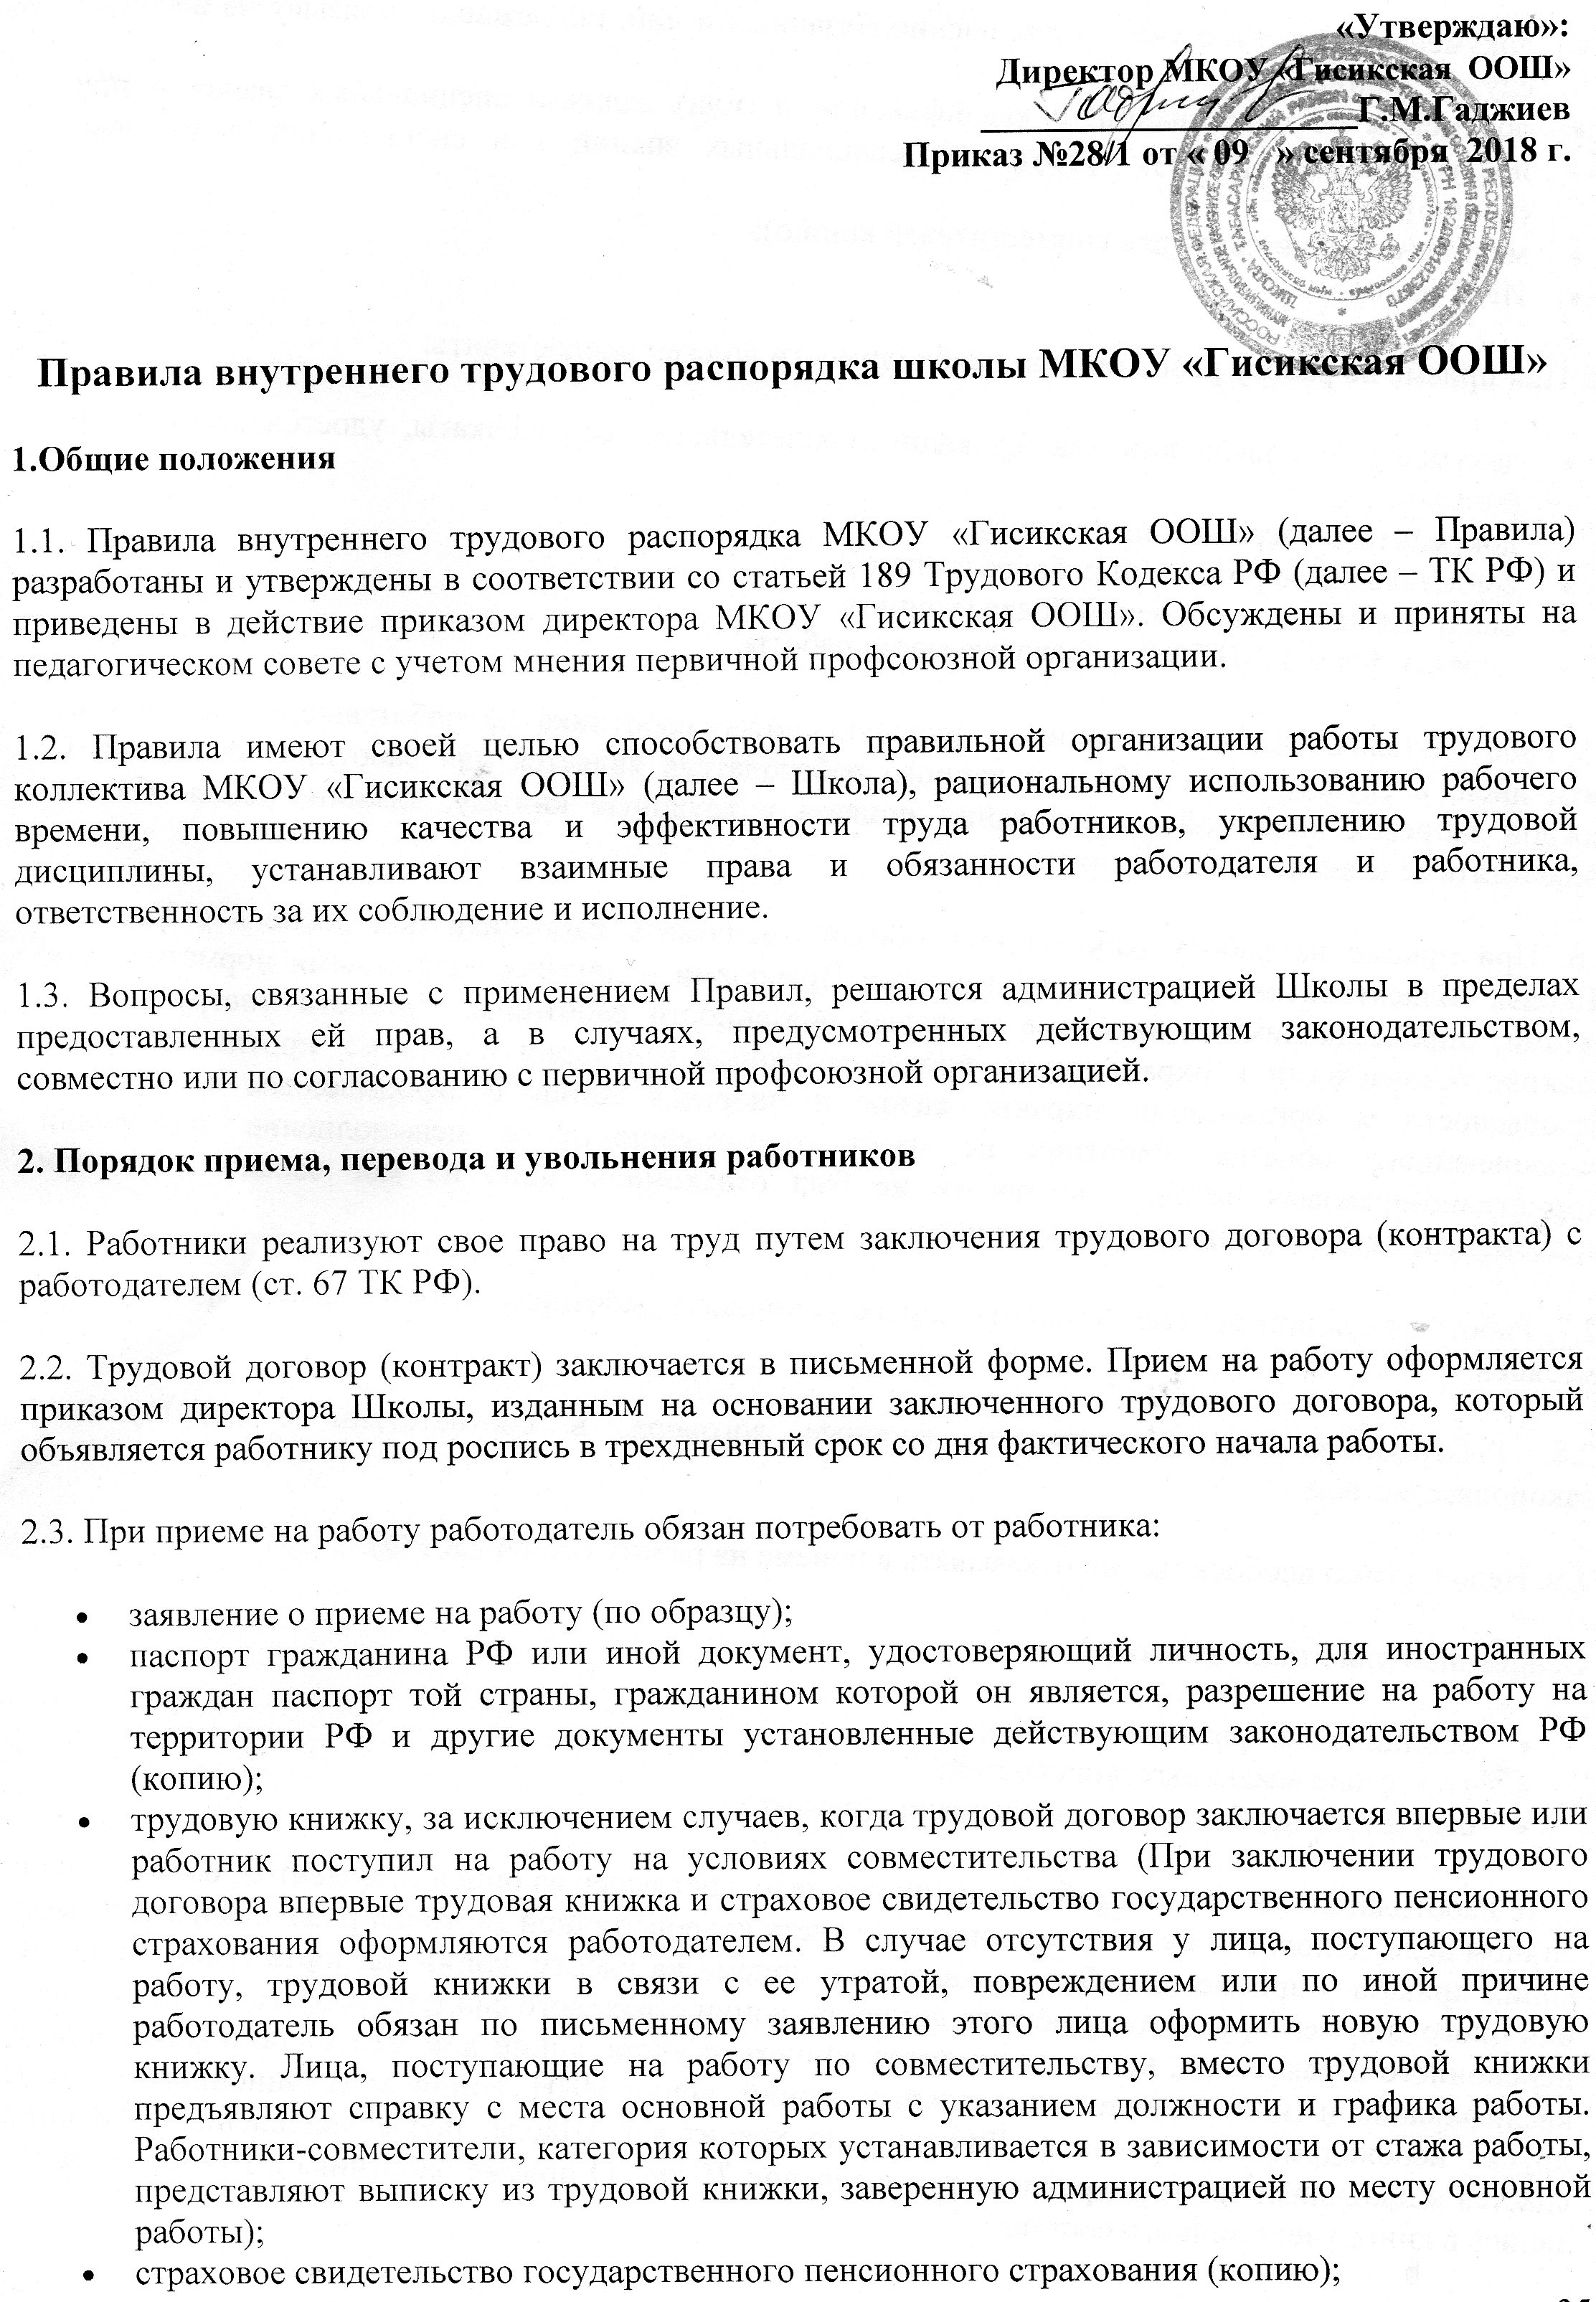 «Утверждаю»:
Директор МКОУ «Гисикская ООШ»
Г.М.Гаджиев
Приказ №28/1 от « 09 » сентября 2018 г.
Правила внутреннего трудового распорядка школы МКОУ «Гисикская ООШ»
1.Общие положения
1.1. Правила внутреннего трудового распорядка МКОУ «Гисикская ООШ» (далее – Правила)
разработаны и утверждены в соответствии со статьей 189 Трудового Кодекса РФ (далее – ТК РФ) и
приведены в действие приказом директора МКОУ «Гисикская ООШ». Обсуждены и приняты на
педагогическом совете с учетом мнения первичной профсоюзной организации.
1.2. Правила имеют своей целью способствовать правильной организации работы трудового
коллектива МКОУ «Гисикская ООШ» (далее – Школа), рациональному использованию рабочего
времени, повышению качества и эффективности труда работников, укреплению трудовой
дисциплины, устанавливают взаимные права и обязанности работодателя и работника,
ответственность за их соблюдение и исполнение.
1.3. Вопросы, связанные с применением Правил, решаются администрацией Школы в пределах
предоставленных ей прав, а в случаях, предусмотренных действующим законодательством,
совместно или по согласованию с первичной профсоюзной организацией.
2. Порядок приема, перевода и увольнения работников
2.1. Работники реализуют свое право на труд путем заключения трудового договора (контракта) с
работодателем (ст. 67 ТК РФ).
2.2. Трудовой договор (контракт) заключается в письменной форме. Прием на работу оформляется
приказом директора Школы, изданным на основании заключенного трудового договора, который
объявляется работнику под роспись в трехдневный срок со дня фактического начала работы.
2.3. При приеме на работу работодатель обязан потребовать от работника:
• заявление о приеме на работу (по образцу);
• паспорт гражданина РФ или иной документ, удостоверяющий личность, для иностранных
граждан паспорт той страны, гражданином которой он является, разрешение на работу на
территории РФ и другие документы установленные действующим законодательством РФ
(копию);
• трудовую книжку, за исключением случаев, когда трудовой договор заключается впервые или
работник поступил на работу на условиях совместительства (При заключении трудового
договора впервые трудовая книжка и страховое свидетельство государственного пенсионного
страхования оформляются работодателем. В случае отсутствия у лица, поступающего на
работу, трудовой книжки в связи с ее утратой, повреждением или по иной причине
работодатель обязан по письменному заявлению этого лица оформить новую трудовую
книжку. Лица, поступающие на работу по совместительству, вместо трудовой книжки
предъявляют справку с места основной работы с указанием должности и графика работы.
Работники-совместители, категория которых устанавливается в зависимости от стажа работы,
представляют выписку из трудовой книжки, заверенную администрацией по месту основной
работы);
• страховое свидетельство государственного пенсионного страхования (копию);